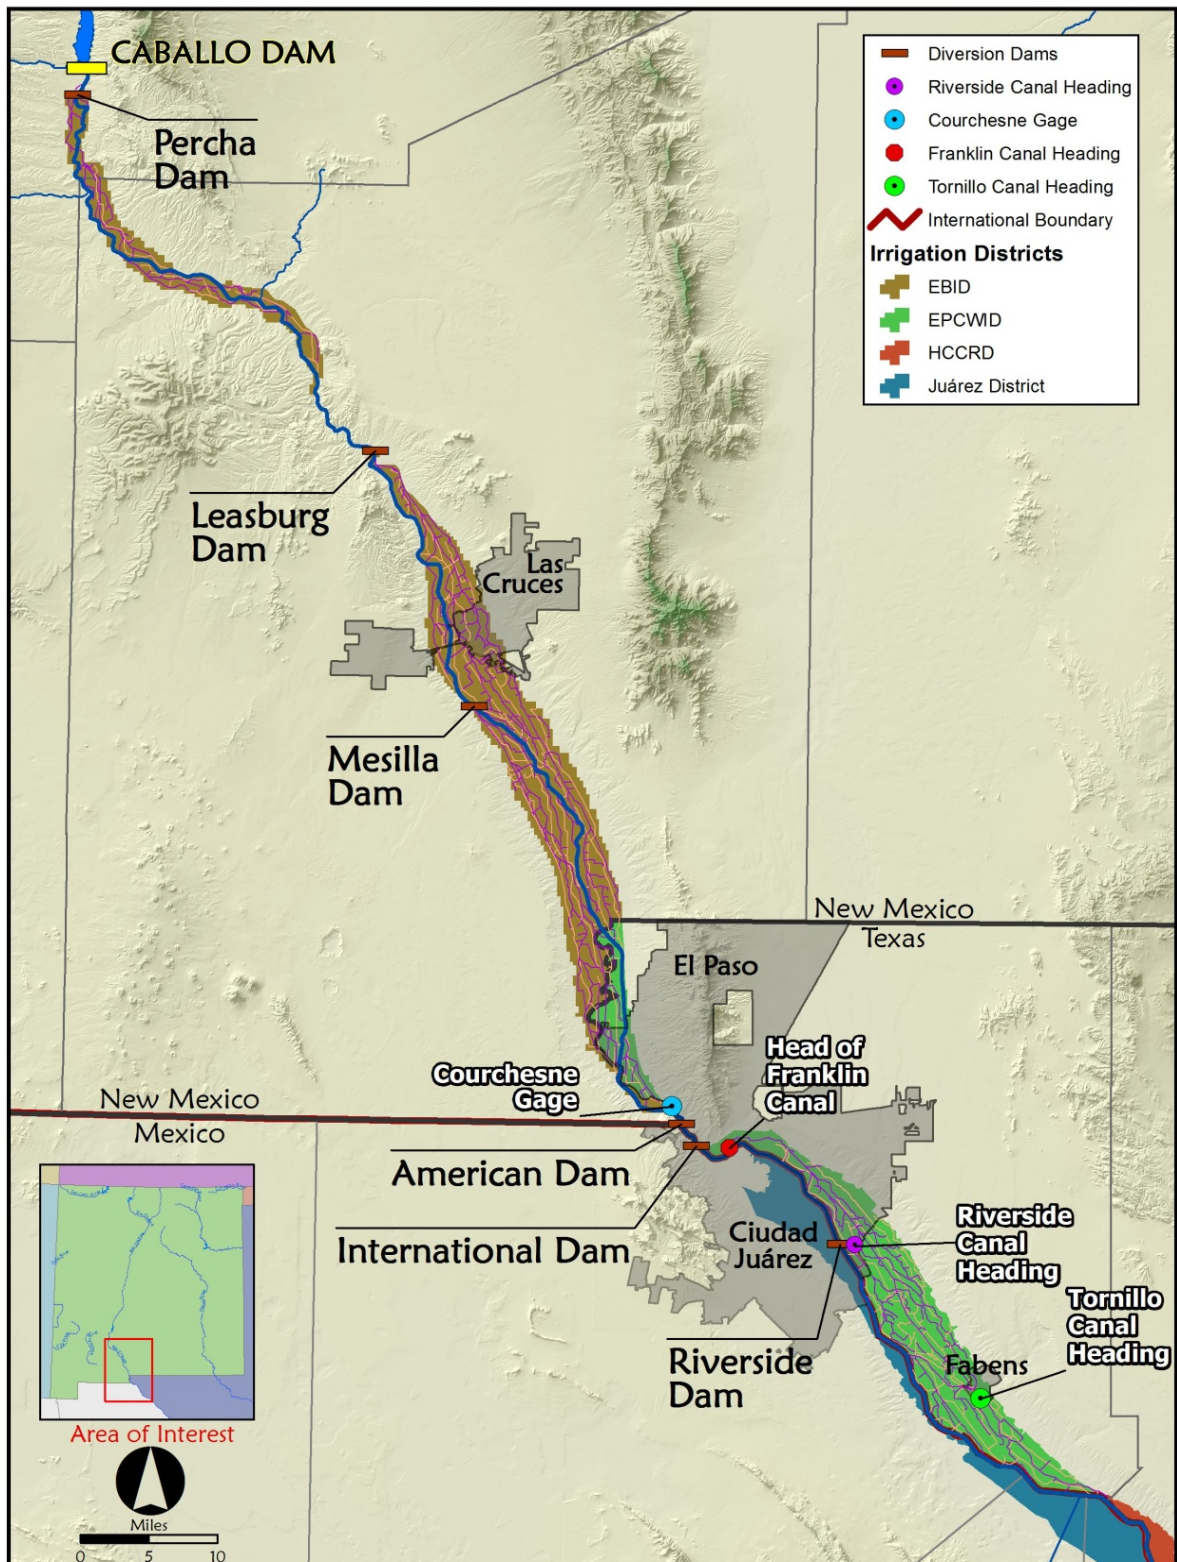 CABALLO DAM
Percha
Dam
Diversion Dams
Riverside Canal Heading
Courchesne Gage
Franklin Canal Heading
Tornillo Canal Heading
International Boundary
Irrigation Districts
EBID
EPCWID
HCCRD
Juárez District
Leasburg
Dam
Las
Cruces
Mesilla
Dam
New Mexico
Texas
El Paso
Courchesne
Gage
Head of
Franklin
Canal
New Mexico
Mexico
American Dam
International Dam
Ciudad
Juárez
Riverside
Canal
Heading
Tornillo
Canal
Heading
Riverside
Dam
Fabens
Area of Interest
Miles
0 5 10